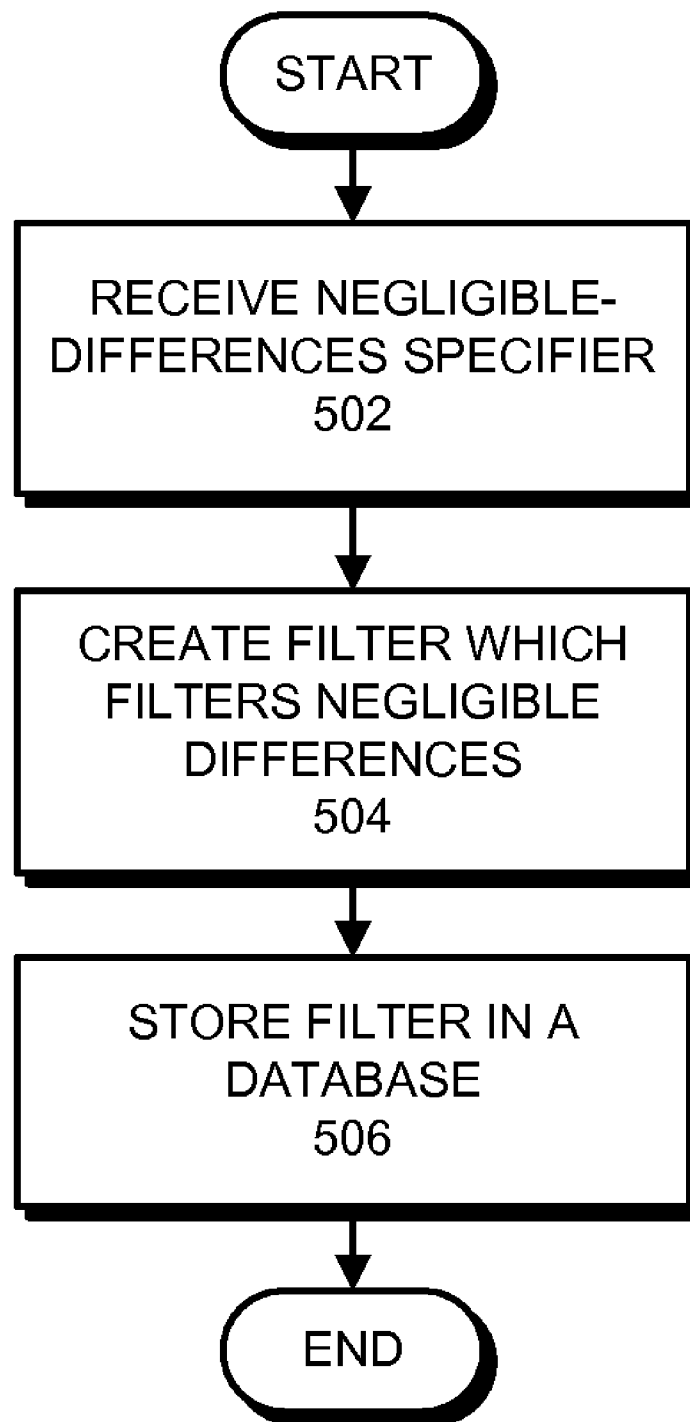 START
RECEIVE NEGLIGIBLE-
DIFFERENCES SPECIFIER
502
CREATE FILTER WHICH
FILTERS NEGLIGIBLE
DIFFERENCES
504
STORE FILTER IN A
DATABASE
506
END